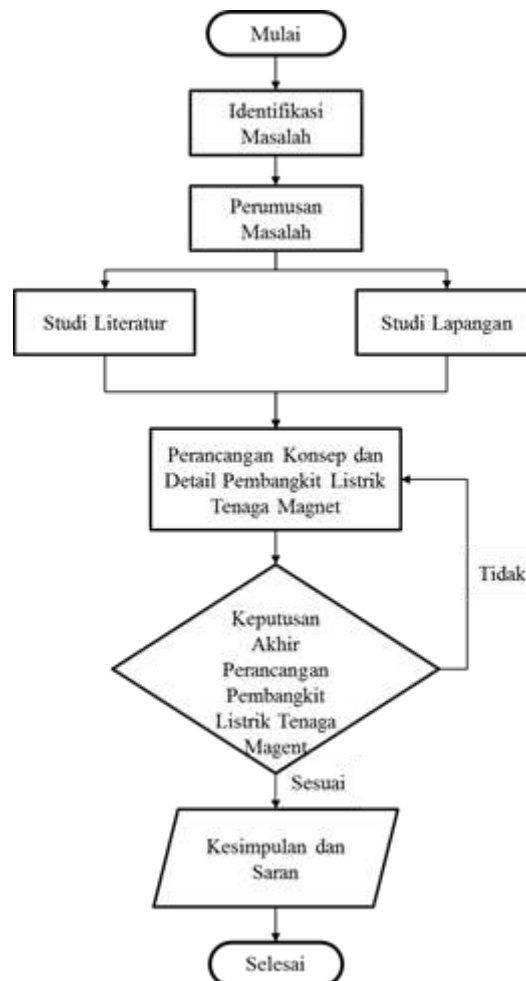 Mulai
Identifikasi
Masalah
Perumusan
Masalah
Studi Literatur
Studi Lapangan
Perancangan Konsep dan
Detail Pembangkit Listrik
Tenaga Magnet
Tidak
Keputusan
Akhir
Perancangan
Pembangkit
Listrik Tenaga
Magent
Sesuai
Kesimpulan dan
Saran
Selesai